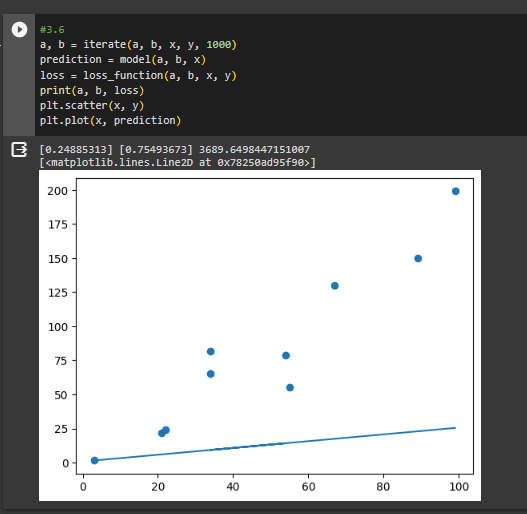 #3.6
a, b = iterate(a, b, x, y, 1000)
prediction = model(a, b, x)
loss = loss_function(a, b, x, y)
print(a, b, loss)
plt.scatter(x, y)
plt.plot(x, prediction)
[0.24885313] [0.75493673] 3689.6498447151007
[<matplotlib.lines.Line2D at 0x78250ad95f90>]
200
175
150
125
100
75
50
25
0
0 20 40 60 80 100